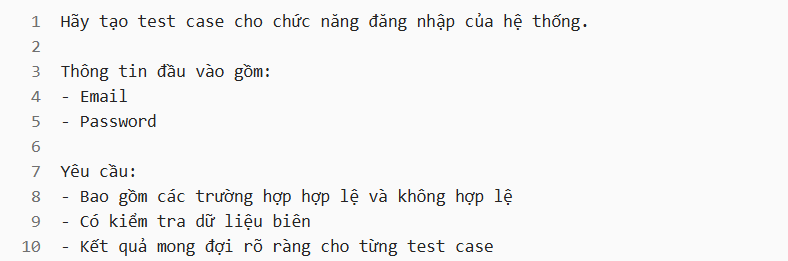 1 Hãy tạo test case cho chức năng đăng nhập của hệ thống.
2
3 Thông tin đầu vào gồm:
4 - Email
5 - Password
6
7 Yêu cầu:
8 - Bao gồm các trường hợp hợp lệ và không hợp lệ
9 - Có kiểm tra dữ liệu biên
10 - Kết quả mong đợi rõ ràng cho từng test case